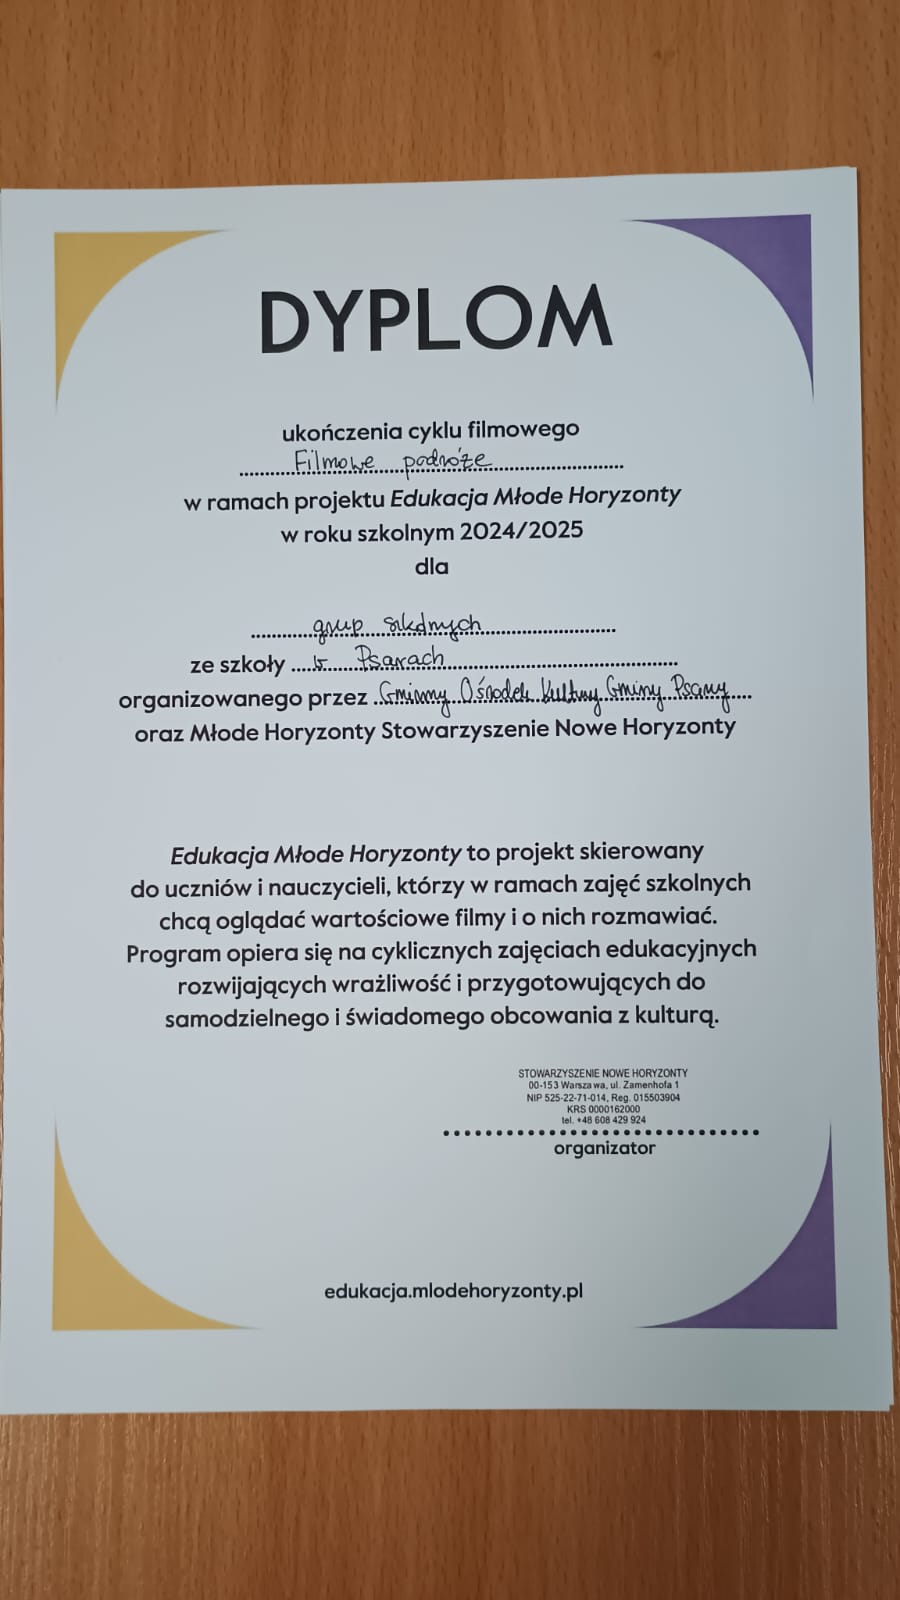 DYPLOM
ukończenia cyklu filmowego
Filmowe podróże
w ramach projektu Edukacja Młode Horyzonty
w roku szkolnym 2024/2025
dla
grup szkolnych
ze szkoły w Psarach
organizowanego przez Gminny Ośrodek Kultury Gminy Psary
oraz Młode Horyzonty Stowarzyszenie Nowe Horyzonty
Edukacja Młode Horyzonty to projekt skierowany
do uczniów i nauczycieli, którzy w ramach zajęć szkolnych
chcą oglądać wartościowe filmy i o nich rozmawiać.
Program opiera się na cyklicznych zajęciach edukacyjnych
rozwijających wrażliwość i przygotowujących do
samodzielnego i świadomego obcowania z kulturą.
STOWARZYSZENIE NOWE HORYZONTY
00-153 Warszawa, ul. Zamenhofa 1
NIP 525-22-71-014, Reg. 015503904
KRS 0000162000
tel. +48 608 429 924
organizator
edukacja.mlodehoryzonty.pl